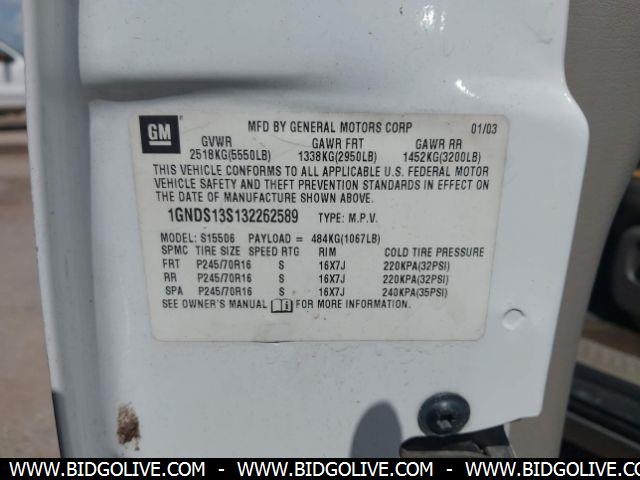 GM
MFD BY GENERAL MOTORS CORP 01/03
GVWR GAWR FRT GAWR RR
2518KG(5550LB) 1338KG(2950LB) 1452KG(3200LB)
THIS VEHICLE CONFORMS TO ALL APPLICABLE U.S. FEDERAL MOTOR
VEHICLE SAFETY AND THEFT PREVENTION STANDARDS IN EFFECT ON
THE DATE OF MANUFACTURE SHOWN ABOVE.
1GNDS13S132262589 TYPE: M.P.V.
MODEL: S15506 PAYLOAD = 484KG(1067LB)
SPMC TIRE SIZE SPEED RTG RIM COLD TIRE PRESSURE
FRT P245/70R16 S 16X7J 220KPA(32PSI)
RR P245/70R16 S 16X7J 220KPA(32PSI)
SPA P245/70R16 S 16X7J 240KPA(35PSI)
SEE OWNER'S MANUAL FOR MORE INFORMATION.
WWW.BIDGOLIVE.COM - WWW.BIDGOLIVE.COM - WWW.BIDGOLIVE.COM